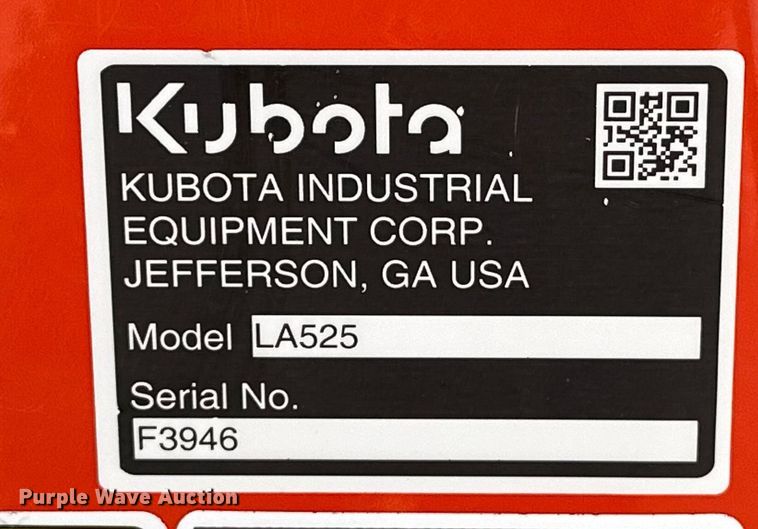 Kubota
KUBOTA INDUSTRIAL
EQUIPMENT CORP.
JEFFERSON, GA USA
Model LA525
Serial No.
F3946
Purple Wave Auction